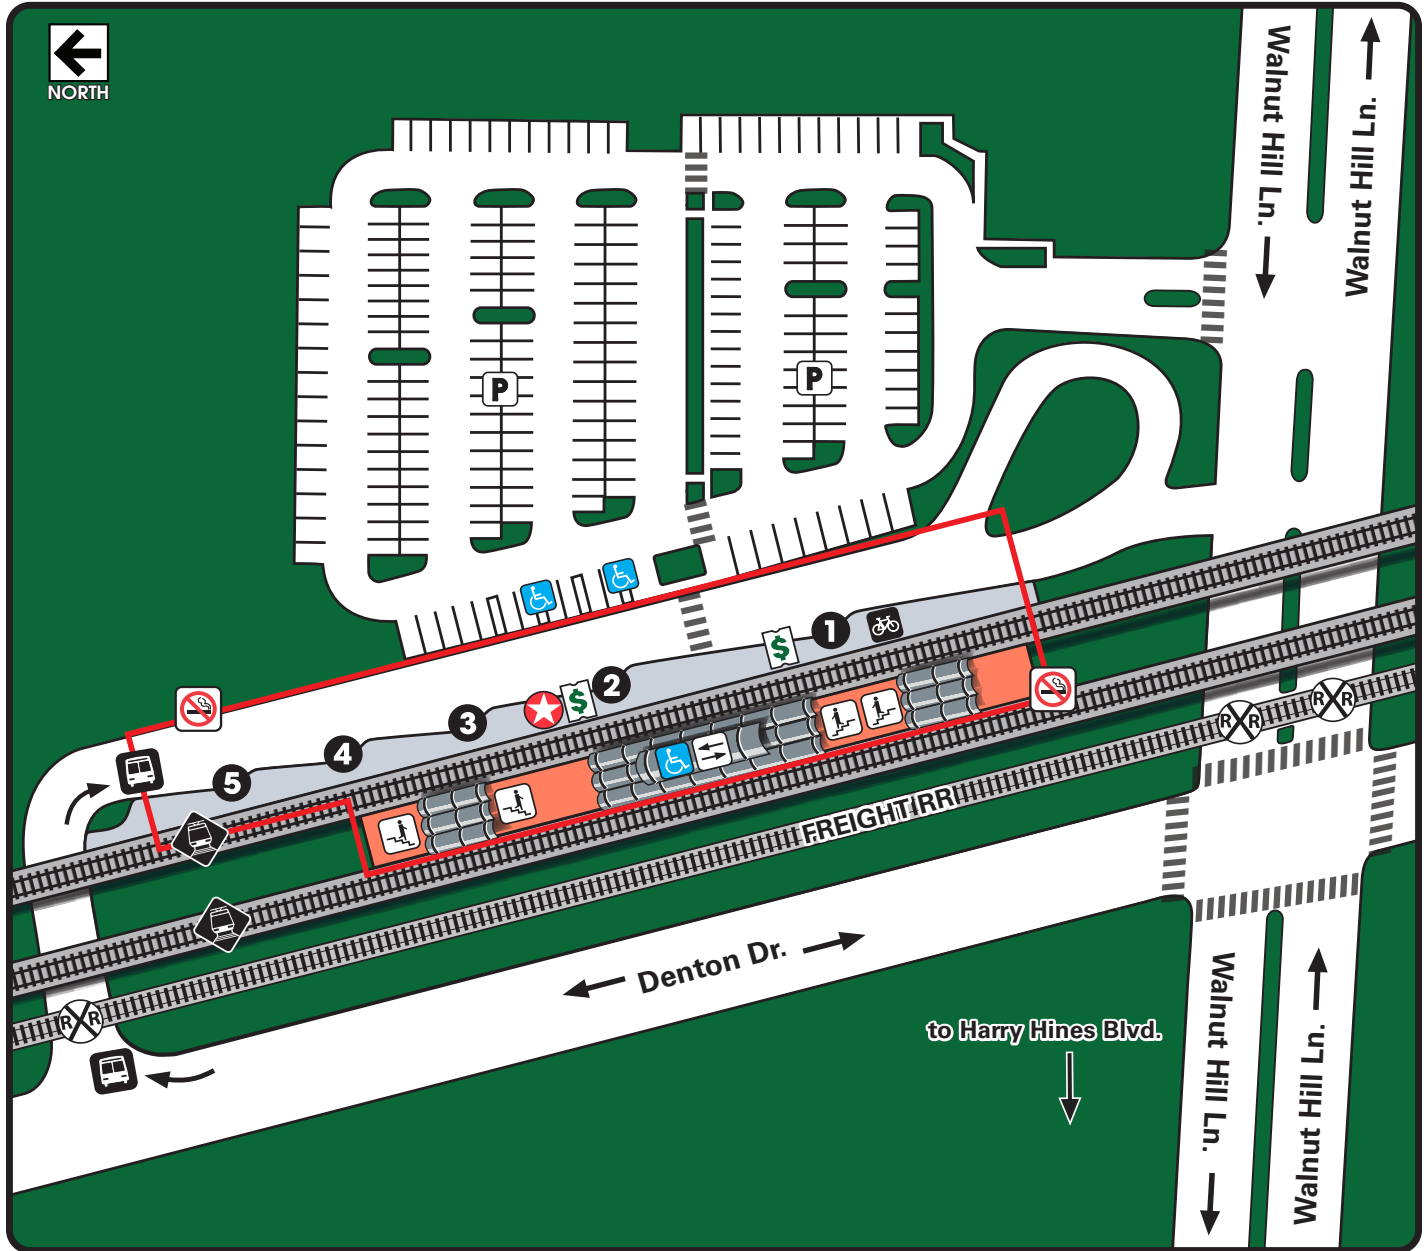 NORTH
Walnut Hill Ln.
Walnut Hill Ln.
P
P
$
1
$
2
3
4
5
R R
R R
FREIGHT RR
Denton Dr.
R R
to Harry Hines Blvd.
Walnut Hill Ln.
Walnut Hill Ln.